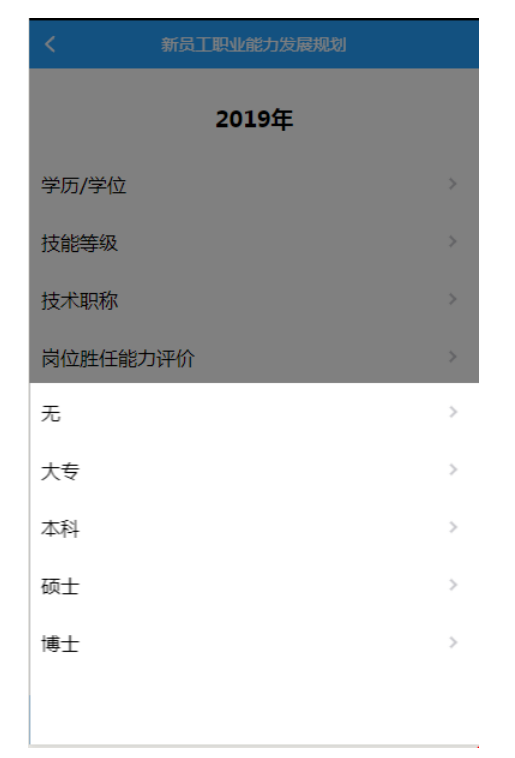 新员工职业能力发展规划
2019年
学历/学位
技能等级
技术职称
岗位胜任能力评价
无
大专
本科
硕士
博士